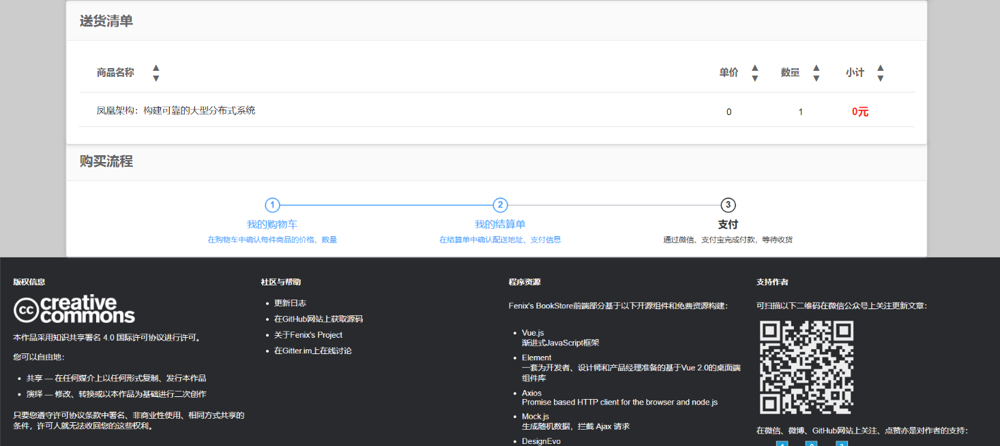 送货清单
商品名称 单价 数量 小计
凤凰架构：构建可靠的大型分布式系统 0 1 0元
购买流程
1 2 3
我的购物车 我的结算单 支付
在购物车中确认每件商品的价格、数量 在结算单中确认配送地址、支付信息 通过微信、支付宝完成付款，等待收货
版权信息
cc creative commons
本作品采用知识共享署名 4.0 国际许可协议进行许可。
您可以自由地：
共享 — 在任何媒介上以任何形式复制、发行本作品
演绎 — 修改、转换或以本作品为基础进行二次创作
只要您遵守许可协议条款中署名、非商业性使用、相同方式共享的
条件，许可人就无法收回您的这些权利。
社区与帮助
更新日志
在GitHub网站上获取源码
关于Fenix's Project
在Gitter.im上在线讨论
程序资源
Fenix's BookStore前端部分基于以下开源组件和免费资源构建：
Vue.js
渐进式JavaScript框架
Element
一套为开发者、设计师和产品经理准备的基于Vue 2.0的桌面端
组件库
Axios
Promise based HTTP client for the browser and node.js
Mock.js
生成随机数据，拦截 Ajax 请求
DesignEvo
支持作者
可扫描以下二维码在微信公众号上关注更新文章：
在微信、微博、GitHub网站上关注、点赞亦是对作者的支持：